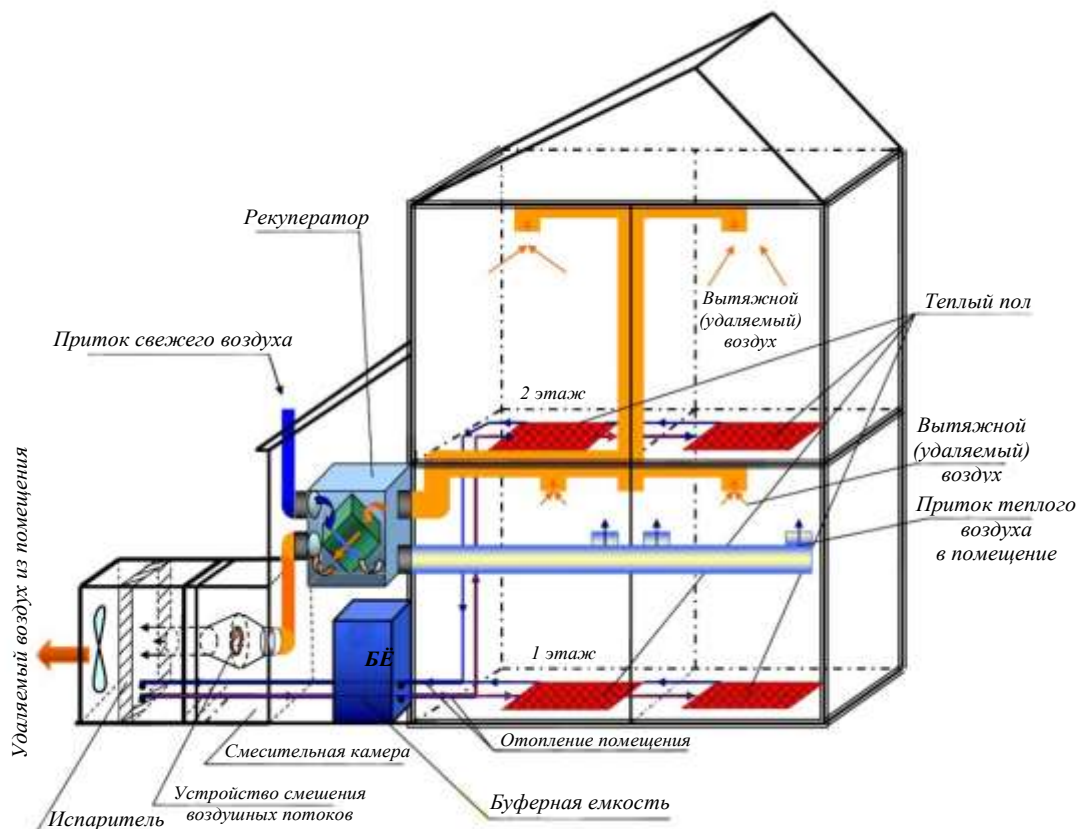 Рекуператор
Приток свежего воздуха
Вытяжной
(удаляемый)
воздух
Теплый пол
2 этаж
Вытяжной
(удаляемый)
воздух
Приток теплого
воздуха
в помещение
Удаляемый воздух из помещения
БЁ
1 этаж
Отопление помещения
Смесительная камера
Устройство смешения
воздушных потоков
Буферная емкость
Испаритель